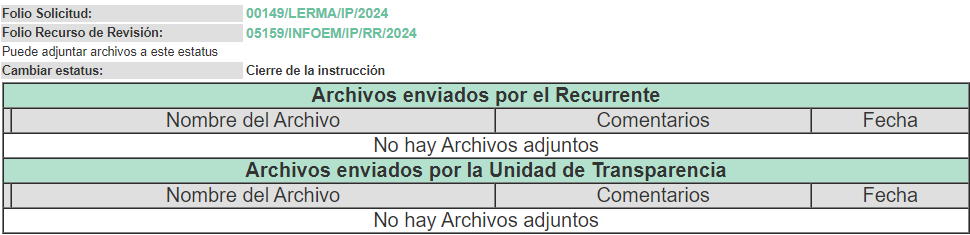 Folio Solicitud: 00149/LERMA/IP/2024
Folio Recurso de Revisión: 05159/INFOEM/IP/RR/2024
Puede adjuntar archivos a este estatus
Cambiar estatus: Cierre de la instrucción
Archivos enviados por el Recurrente
Nombre del Archivo Comentarios Fecha
No hay Archivos adjuntos
Archivos enviados por la Unidad de Transparencia
Nombre del Archivo Comentarios Fecha
No hay Archivos adjuntos